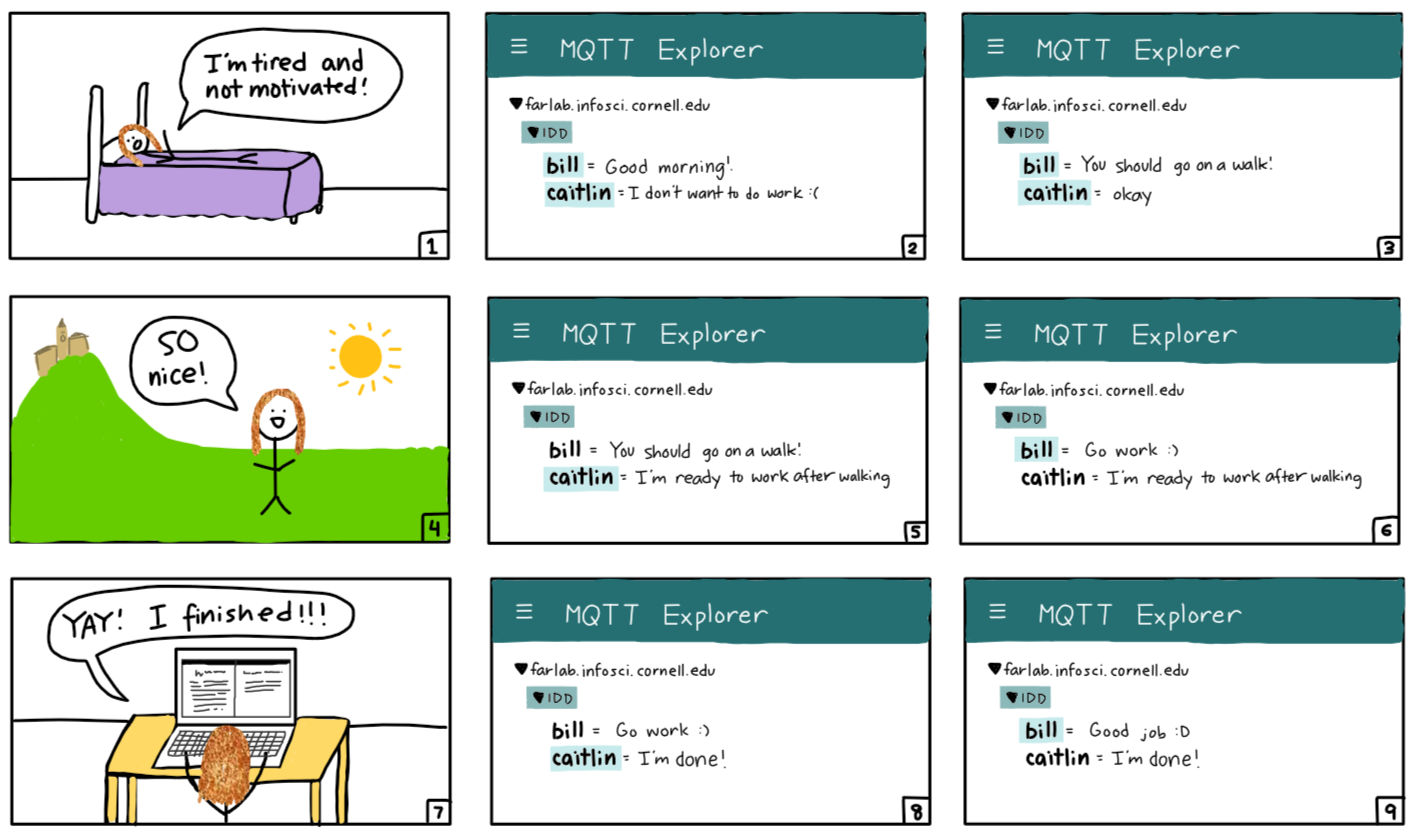 I'm tired and
not motivated!
1
☰ MQTT Explorer
▼farlab.infosci.cornell.edu
▼IDD
bill = Good morning!
caitlin = I don't want to do work :(
2
☰ MQTT Explorer
▼farlab.infosci.cornell.edu
▼IDD
bill = You should go on a walk!
caitlin = okay
3
SO
nice!
4
☰ MQTT Explorer
▼farlab.infosci.cornell.edu
▼IDD
bill = You should go on a walk!
caitlin = I'm ready to work after walking
5
☰ MQTT Explorer
▼farlab.infosci.cornell.edu
▼IDD
bill = Go work :)
caitlin = I'm ready to work after walking
6
YAY! I finished!!!
7
☰ MQTT Explorer
▼farlab.infosci.cornell.edu
▼IDD
bill = Go work :)
caitlin = I'm done!
8
☰ MQTT Explorer
▼farlab.infosci.cornell.edu
▼IDD
bill = Good job :D
caitlin = I'm done!
9